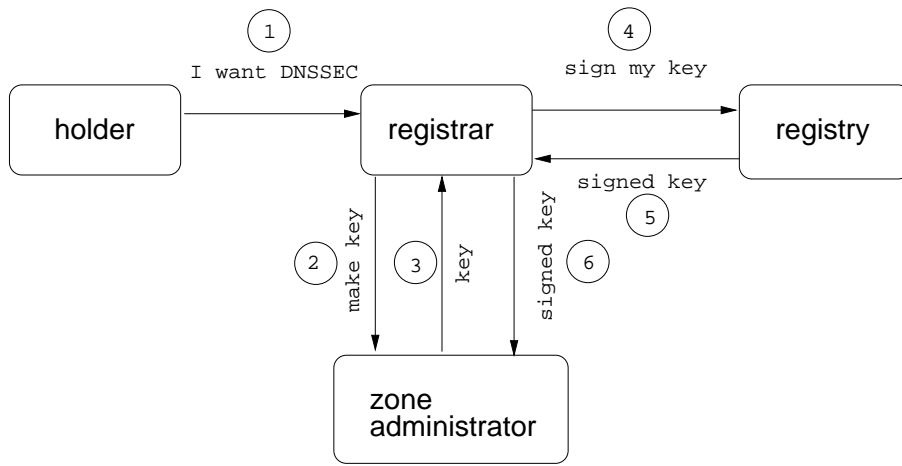 1
I want DNSSEC
4
sign my key
holder
registrar
registry
signed key
5
2
make key
3
key
signed key
6
zone
administrator